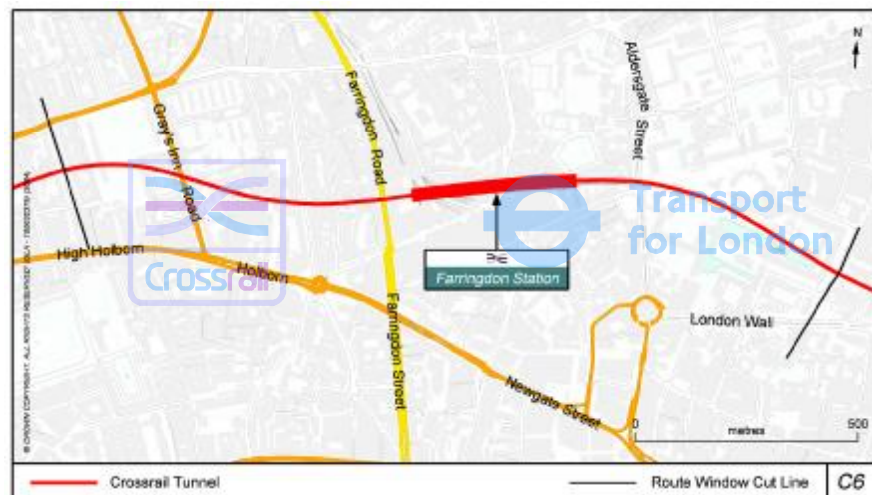 N
Aldersgate
Street
Farringdon Road
Gray's Inn
Road
Transport
for London
High Holborn
Crossrail
Holborn
Farringdon Station
London Wall
Farringdon Street
Newgate Street
0
500
metres
Crossrail Tunnel
Route Window Cut Line
C6